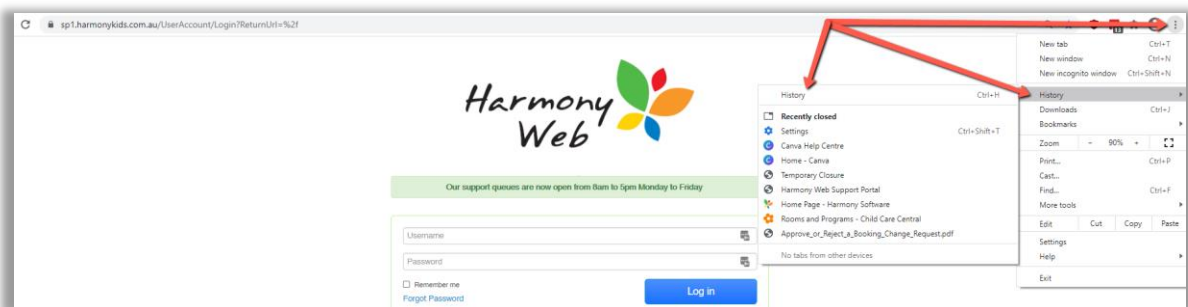 sp1.harmonykids.com.au/UserAccount/Login?ReturnUrl=%2f
13
Harmony
Web
Our support queues are now open from 8am to 5pm Monday to Friday
Username
Password
Remember me
Forgot Password
Log in
History Ctrl+H
Recently closed
Settings Ctrl+Shift+T
Canva Help Centre
Home - Canva
Temporary Closure
Harmony Web Support Portal
Home Page - Harmony Software
Rooms and Programs - Child Care Central
Approve_or_Reject_a_Booking_Change_Request.pdf
No tabs from other devices
New tab Ctrl+T
New window Ctrl+N
New incognito window Ctrl+Shift+N
History
Downloads Ctrl+J
Bookmarks
Zoom - 90% +
Print... Ctrl+P
Cast...
Find... Ctrl+F
More tools
Edit Cut Copy Paste
Settings
Help
Exit